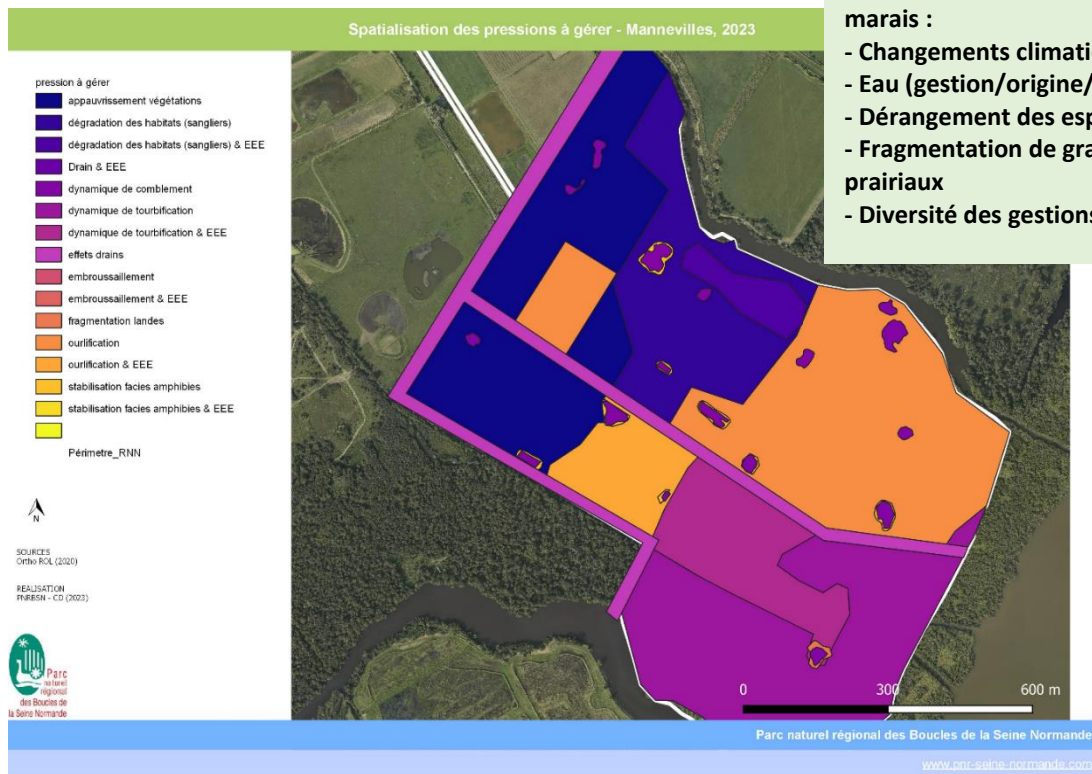 Spatialisation des pressions à gérer - Mannevilles, 2023
marais :
- Changements climati
- Eau (gestion/origine/
- Dérangement des esp
- Fragmentation de gra
prairiaux
- Diversité des gestions
pression à gérer
appauvrissement végétations
dégradation des habitats (sangliers)
dégradation des habitats (sangliers) & EEE
Drain & EEE
dynamique de comblement
dynamique de tourbification
dynamique de tourbification & EEE
effets drains
embroussaillement
embroussaillement & EEE
fragmentation landes
ourlification
ourlification & EEE
stabilisation facies amphibies
stabilisation facies amphibies & EEE
Périmetre_RNN
N
SOURCES
Ortho ROL (2020)
REALISATION
PNRBSN - CD (2023)
Parc
naturel
régional
des Boucles de
la Seine Normande
0 300 600 m
Parc naturel régional des Boucles de la Seine Normande
www.pnr-seine-normande.com